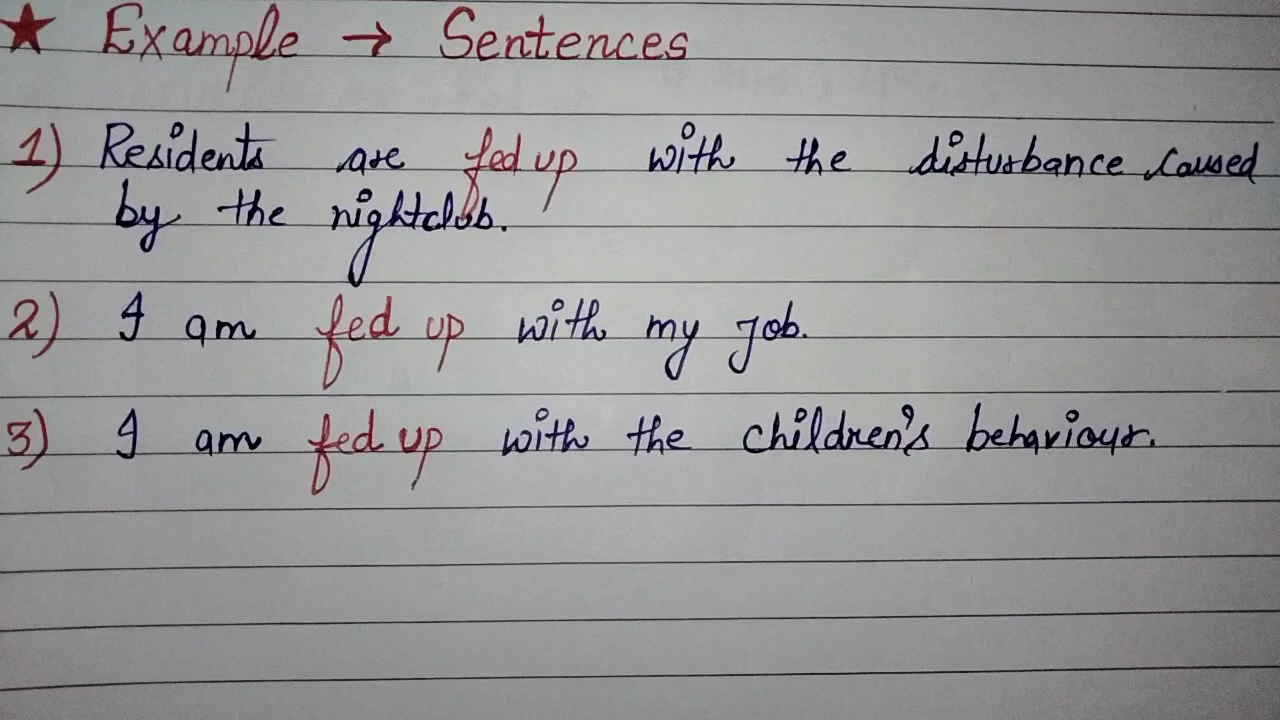 ★ Example → Sentences
1) Residents are fed up with the disturbance caused
by the nightclub.
2) I am fed up with my job.
3) I am fed up with the children's behaviour.